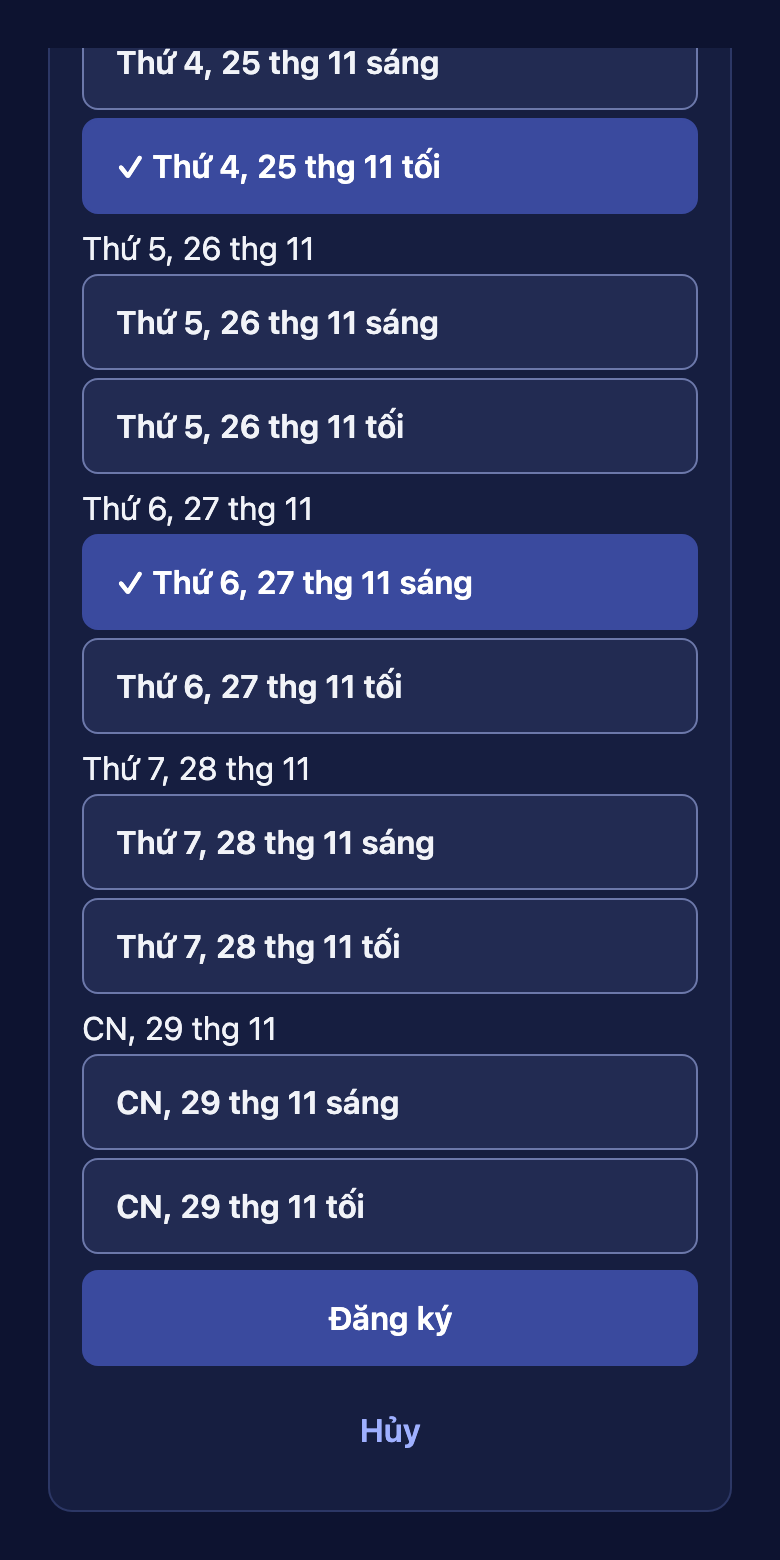 Thứ 4, 25 thg 11 sáng
✓ Thứ 4, 25 thg 11 tối
Thứ 5, 26 thg 11
Thứ 5, 26 thg 11 sáng
Thứ 5, 26 thg 11 tối
Thứ 6, 27 thg 11
✓ Thứ 6, 27 thg 11 sáng
Thứ 6, 27 thg 11 tối
Thứ 7, 28 thg 11
Thứ 7, 28 thg 11 sáng
Thứ 7, 28 thg 11 tối
CN, 29 thg 11
CN, 29 thg 11 sáng
CN, 29 thg 11 tối
Đăng ký
Hủy